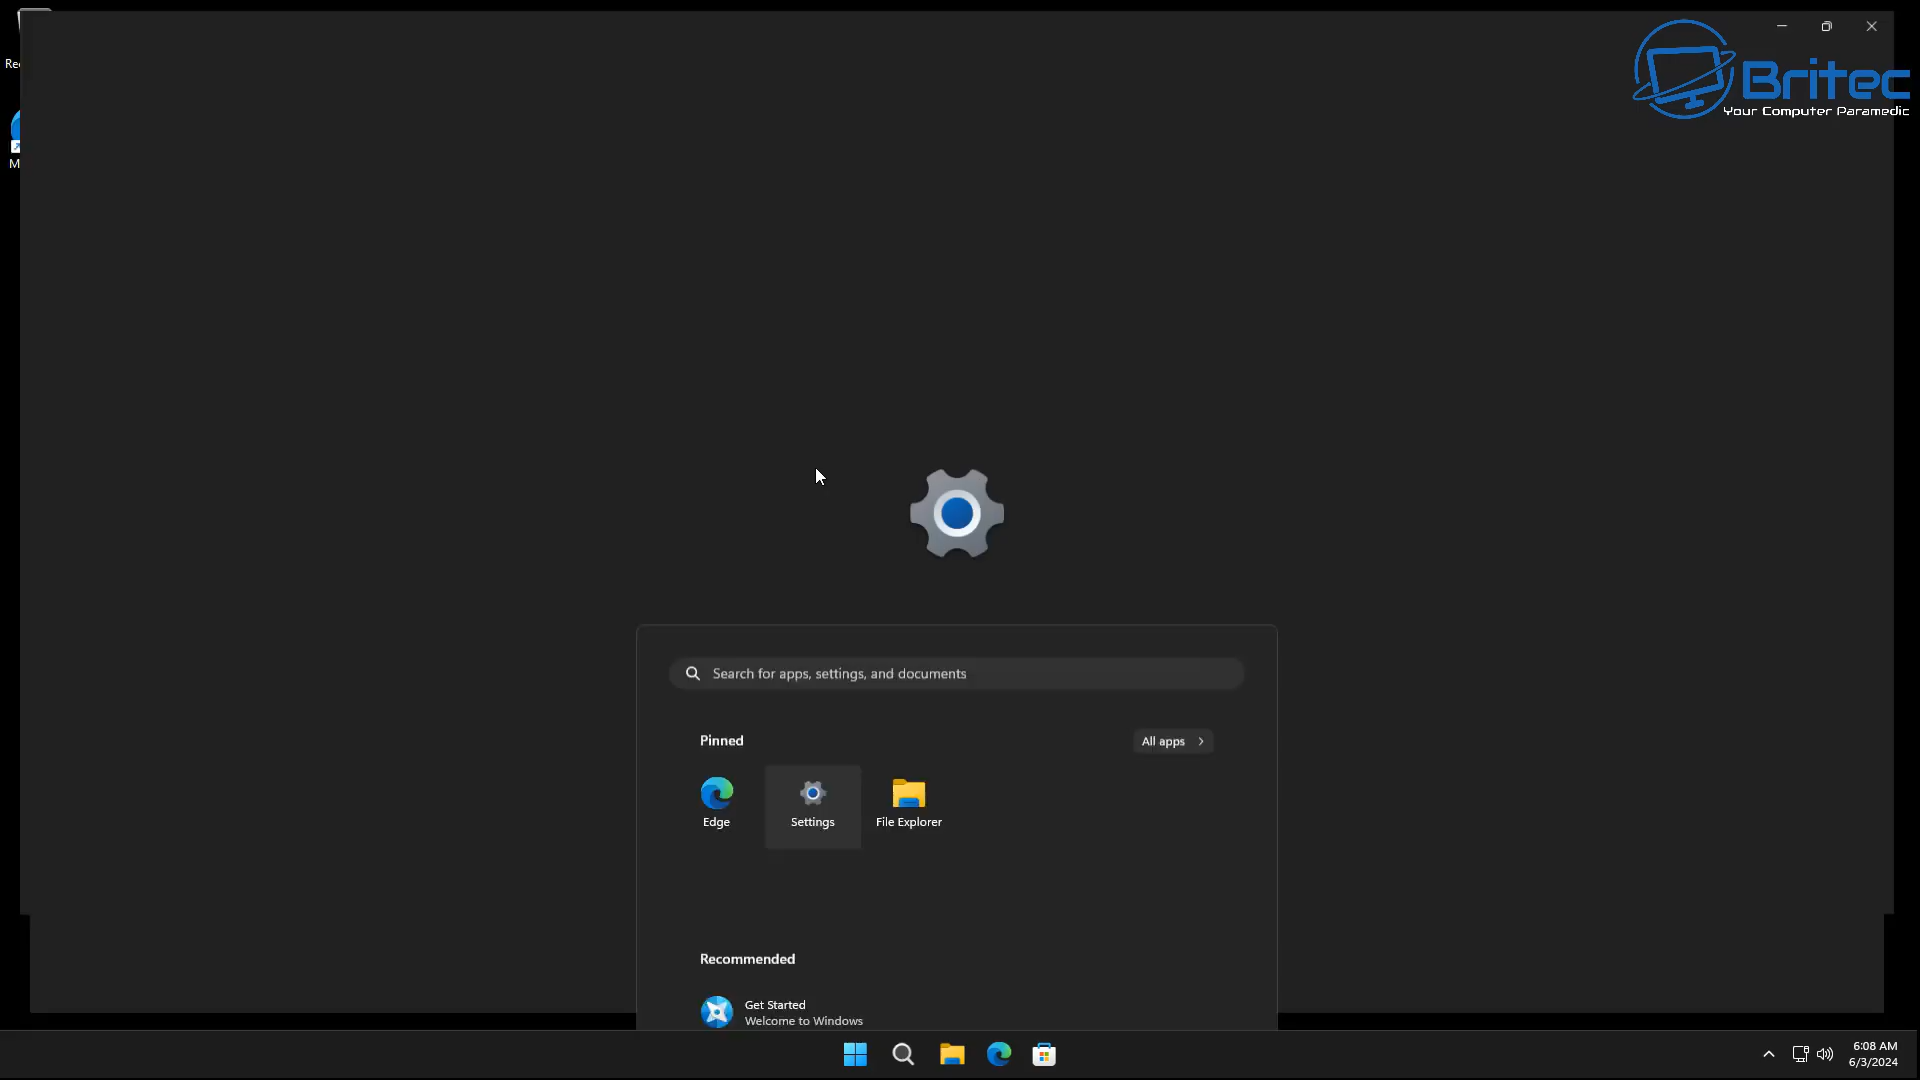 Britec
Your Computer Paramedic
Search for apps, settings, and documents
Pinned
All apps
Edge
Settings
File Explorer
Recommended
Get Started
Welcome to Windows
6:08 AM
6/3/2024